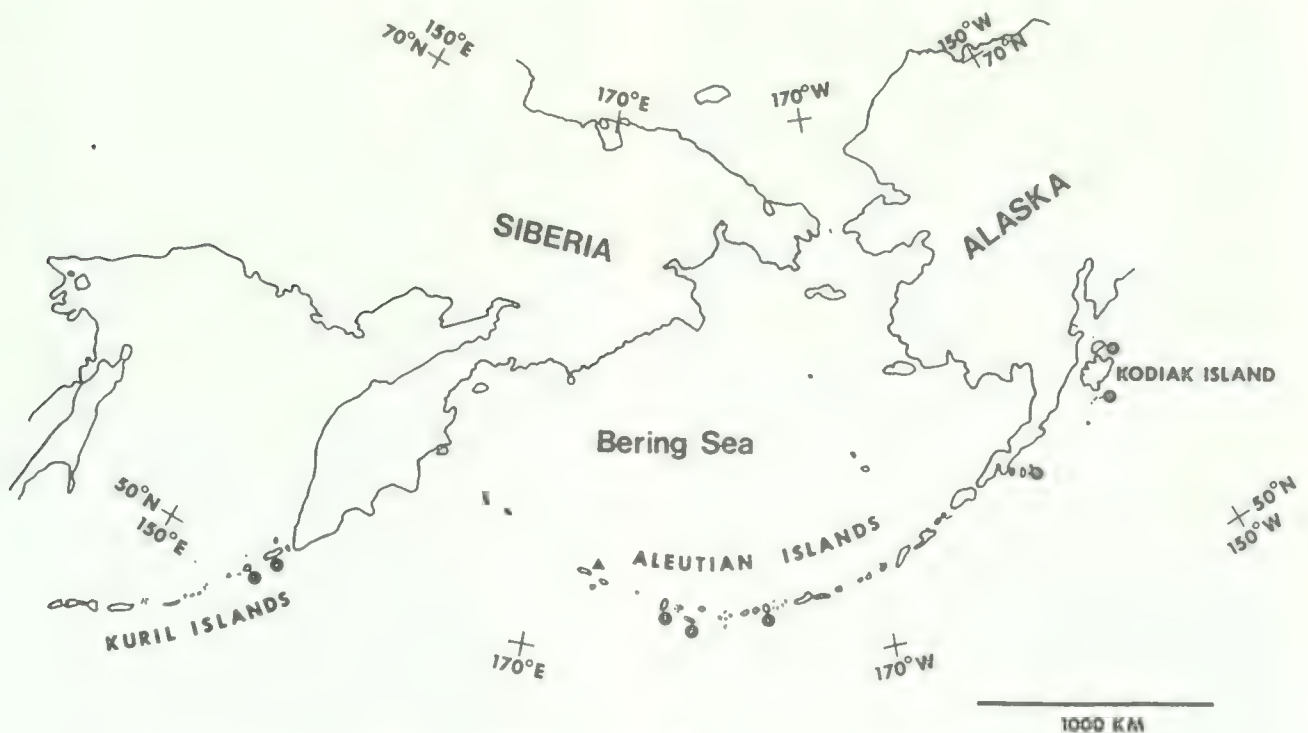 150°E
70°N
150°W
70°N
170°E
170°W
SIBERIA
ALASKA
KODIAK ISLAND
Bering Sea
50°N
150°E
50°N
150°W
ALEUTIAN ISLANDS
KURIL ISLANDS
170°E
170°W
1000 KM